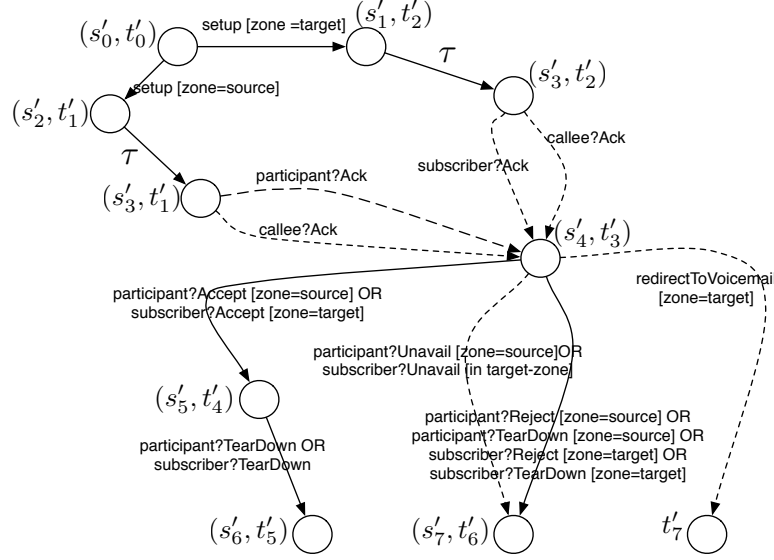 (s′₀, t′₀)
setup [zone =target]
(s′₁, t′₂)
τ
(s′₃, t′₂)
setup [zone=source]
(s′₂, t′₁)
τ
(s′₃, t′₁)
participant?Ack
callee?Ack
subscriber?Ack
callee?Ack
(s′₄, t′₃)
participant?Accept [zone=source] OR
subscriber?Accept [zone=target]
redirectToVoicemail
[zone=target]
participant?Unavail [zone=source]OR
subscriber?Unavail [in target-zone]
(s′₅, t′₄)
participant?TearDown OR
subscriber?TearDown
participant?Reject [zone=source] OR
participant?TearDown [zone=source] OR
subscriber?Reject [zone=target] OR
subscriber?TearDown [zone=target]
(s′₆, t′₅)
(s′₇, t′₆)
t′₇